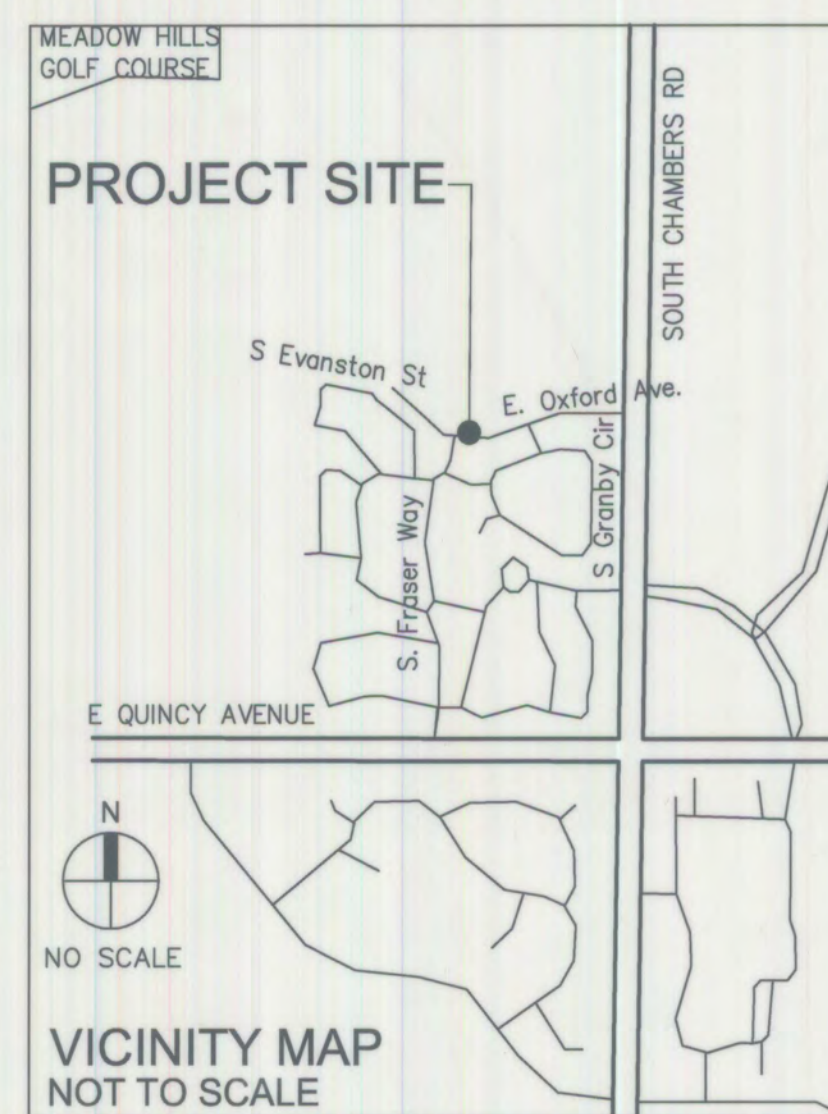 MEADOW HILLS
GOLF COURSE
SOUTH CHAMBERS RD
PROJECT SITE
S Evanston St
E. Oxford Ave.
S Granby Cir
S. Fraser Way
E QUINCY AVENUE
N
NO SCALE
VICINITY MAP
NOT TO SCALE